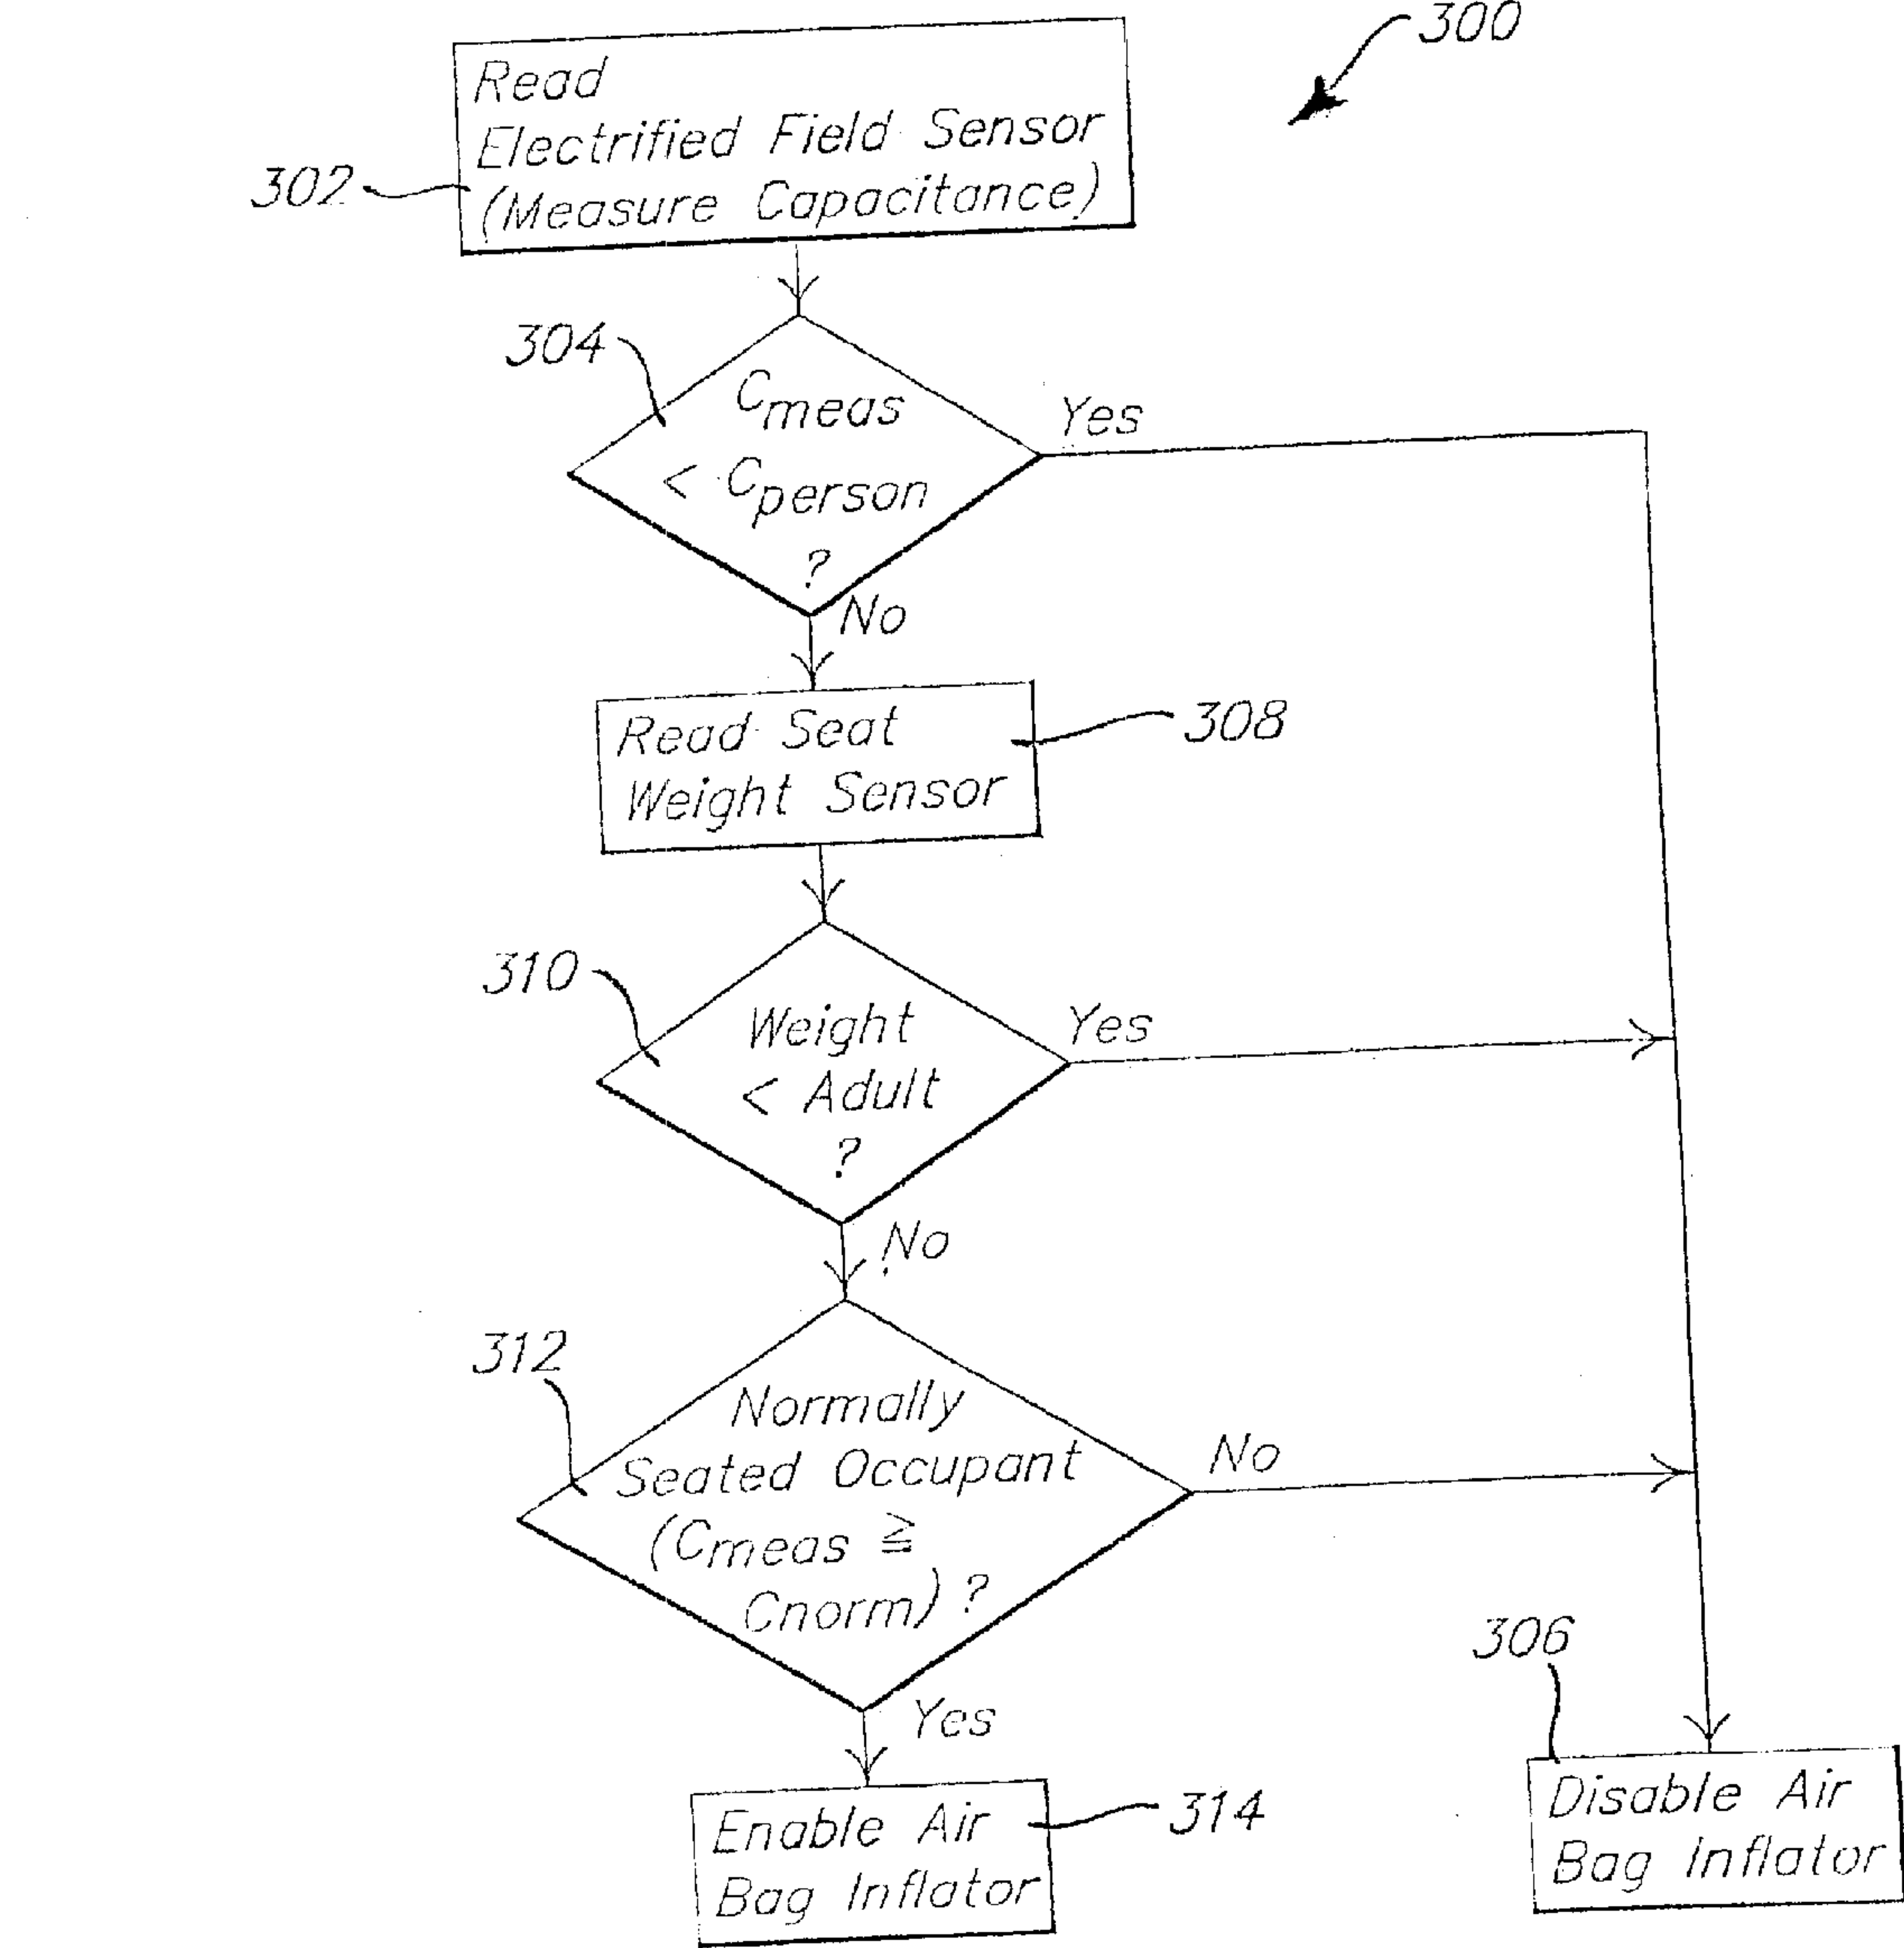 300
Read
Electrified Field Sensor
(Measure Capacitance)
302
304
Cmeas
< Cperson
?
Yes
No
Read Seat
Weight Sensor
308
310
Weight
< Adult
?
Yes
No
312
Normally
Seated Occupant
(Cmeas ≧
Cnorm) ?
No
Yes
306
Enable Air
Bag Inflator
314
Disable Air
Bag Inflator